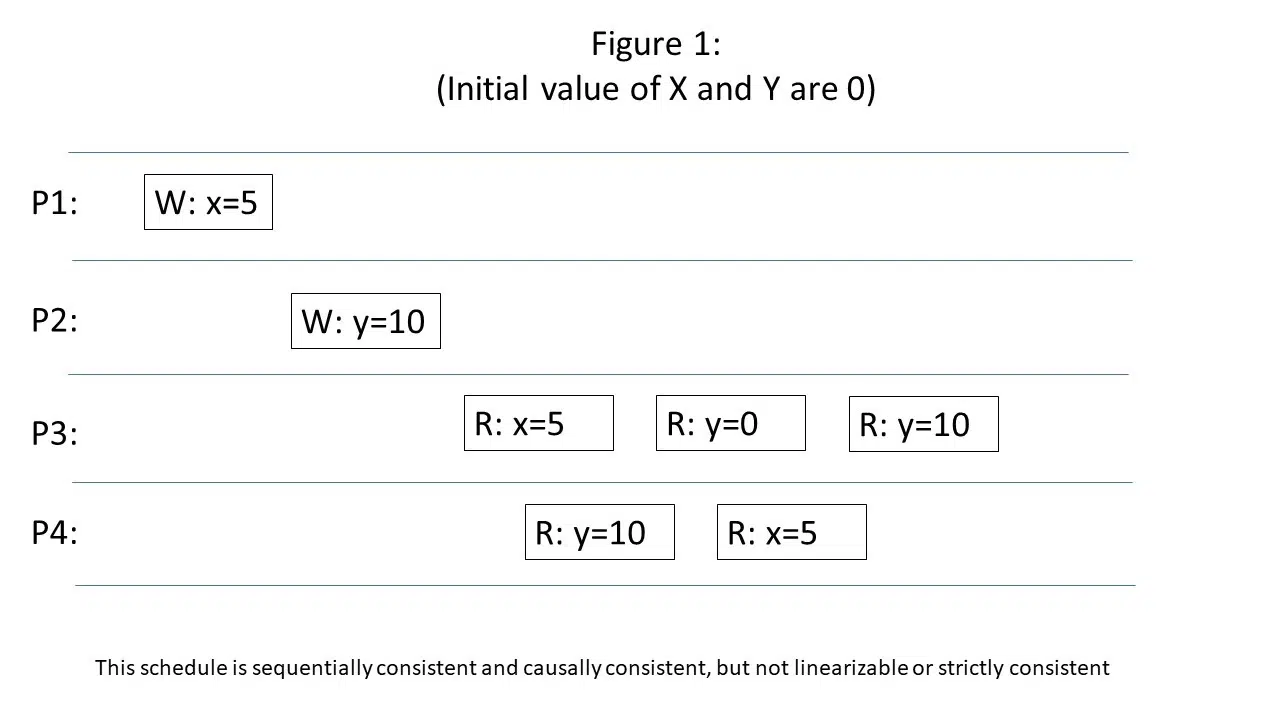 Figure 1:
(Initial value of X and Y are 0)
P1: W: x=5
P2: W: y=10
P3: R: x=5 R: y=0 R: y=10
P4: R: y=10 R: x=5
This schedule is sequentially consistent and causally consistent, but not linearizable or strictly consistent